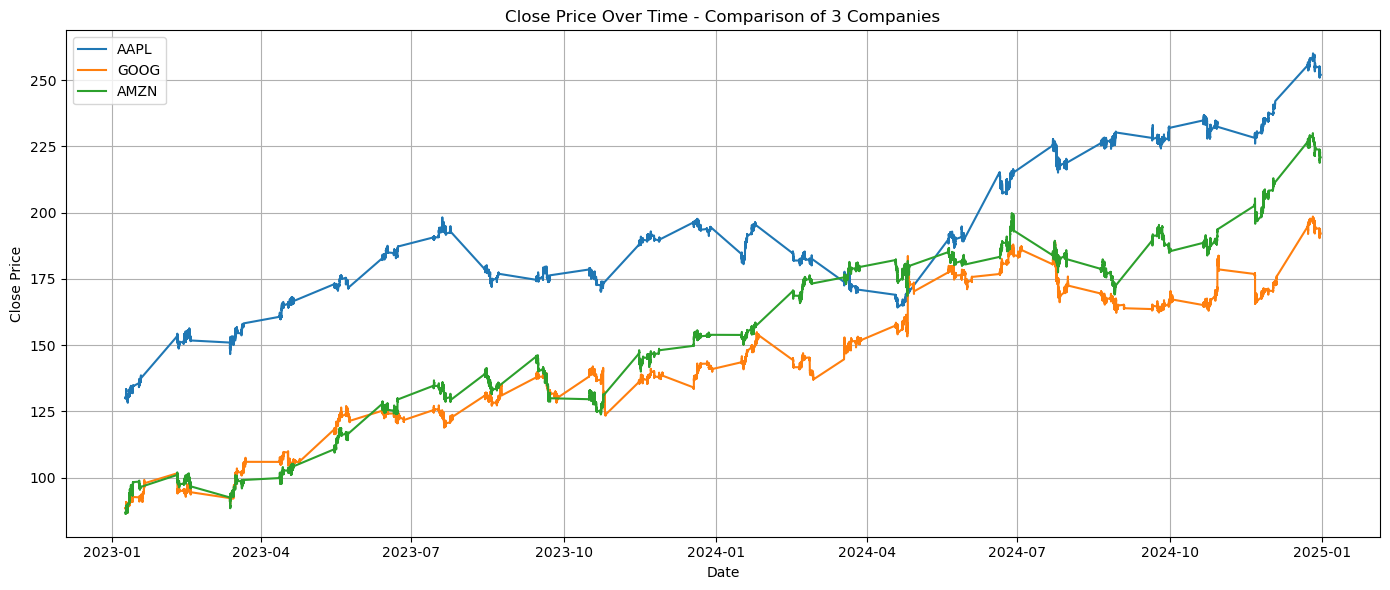 Close Price Over Time - Comparison of 3 Companies
AAPL
GOOG
AMZN
Close Price
250
225
200
175
150
125
100
2023-01 2023-04 2023-07 2023-10 2024-01 2024-04 2024-07 2024-10 2025-01
Date